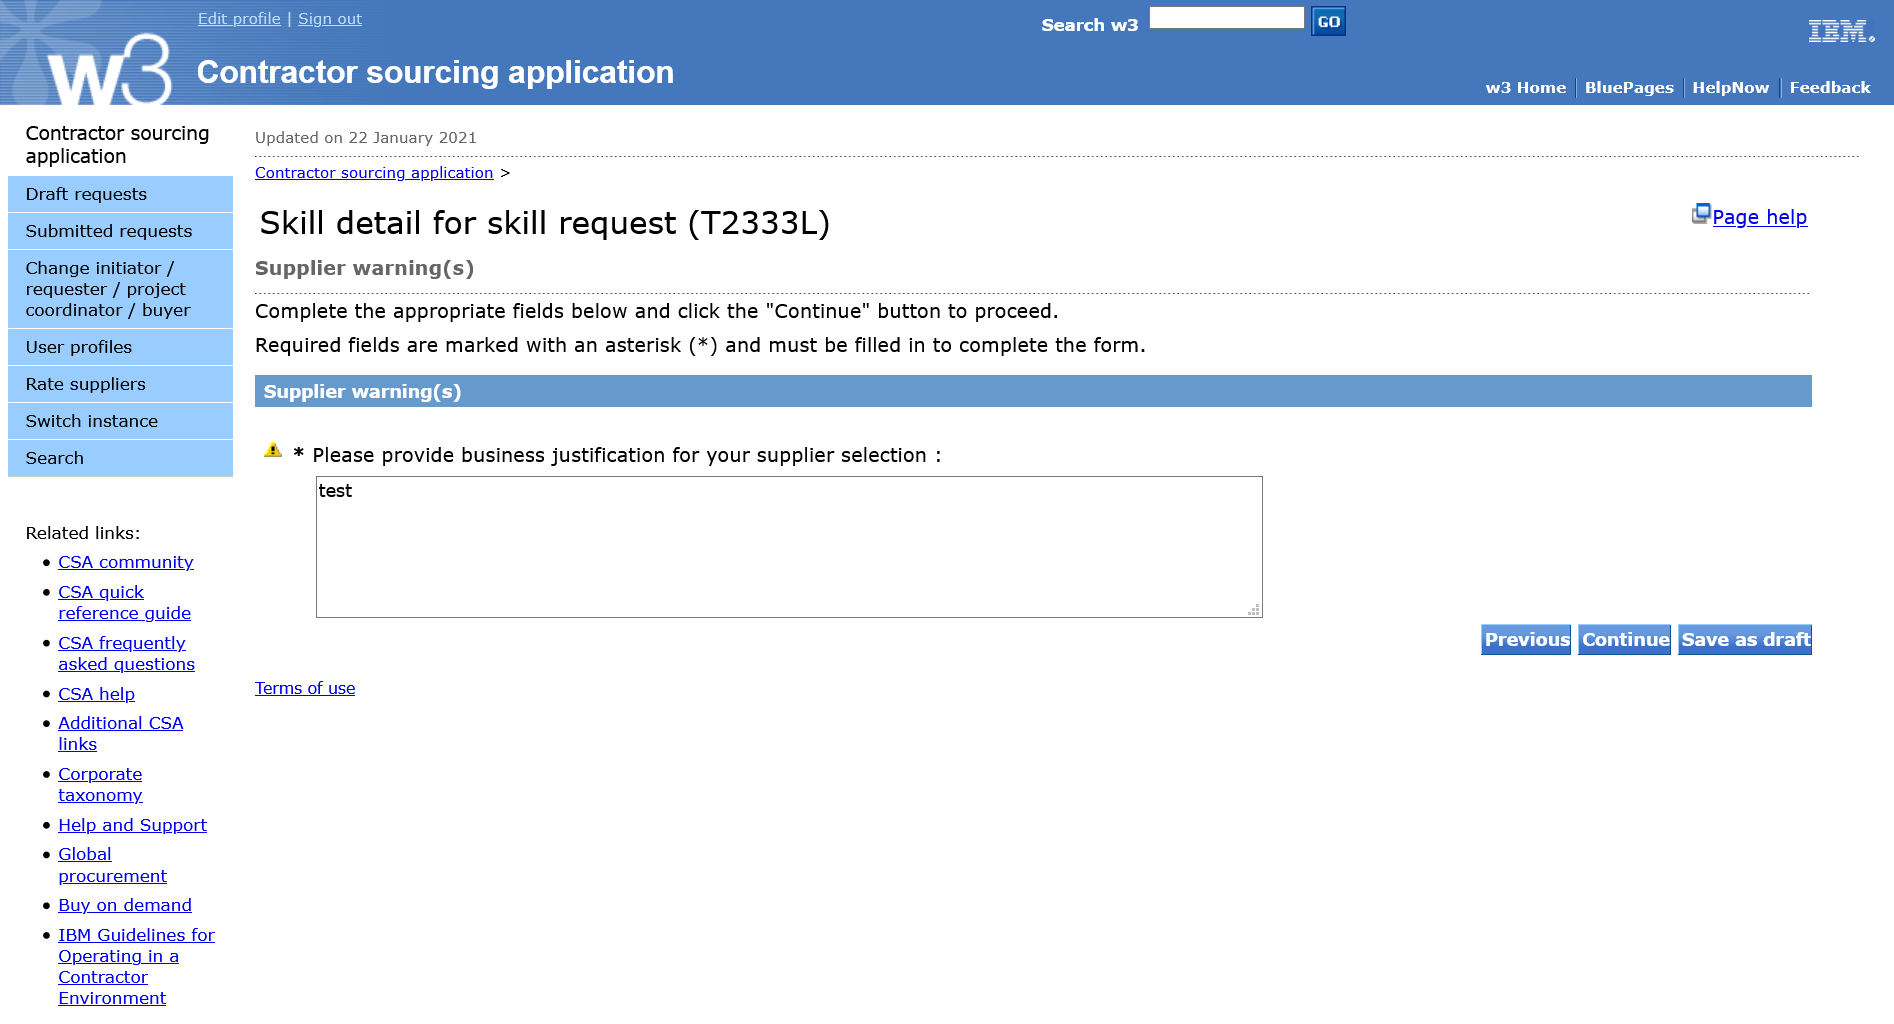 Edit profile | Sign out
Search w3
GO
IBM.
w3
Contractor sourcing application
w3 Home
BluePages
HelpNow
Feedback
Contractor sourcing
application
Draft requests
Submitted requests
Change initiator /
requester / project
coordinator / buyer
User profiles
Rate suppliers
Switch instance
Search
Related links:
• CSA community
• CSA quick
reference guide
• CSA frequently
asked questions
• CSA help
• Additional CSA
links
• Corporate
taxonomy
• Help and Support
• Global
procurement
• Buy on demand
• IBM Guidelines for
Operating in a
Contractor
Environment
Updated on 22 January 2021
Contractor sourcing application >
Skill detail for skill request (T2333L)
Page help
Supplier warning(s)
Complete the appropriate fields below and click the "Continue" button to proceed.
Required fields are marked with an asterisk (*) and must be filled in to complete the form.
Supplier warning(s)
* Please provide business justification for your supplier selection :
test
Previous
Continue
Save as draft
Terms of use